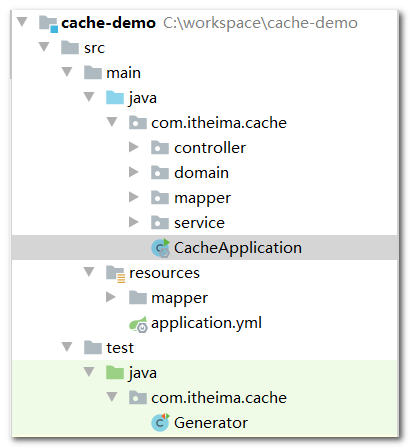 cache-demo C:\workspace\cache-demo
src
main
java
com.itheima.cache
controller
domain
mapper
service
CacheApplication
resources
mapper
application.yml
test
java
com.itheima.cache
Generator